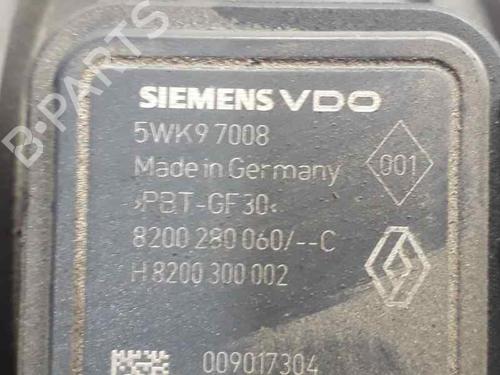 B-PARTS
SIEMENS VDO
5WK9 7008
Made in Germany
001
›PBT-GF30‹
8200 280 060/--C
H 8200 300 002
009017304